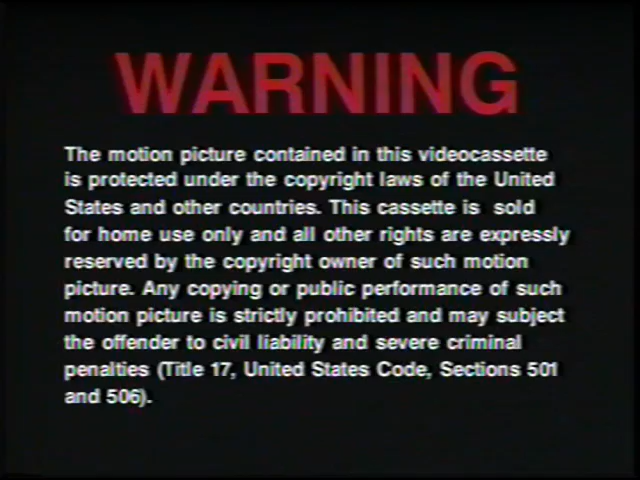 WARNING
The motion picture contained in this videocassette
is protected under the copyright laws of the United
States and other countries. This cassette is sold
for home use only and all other rights are expressly
reserved by the copyright owner of such motion
picture. Any copying or public performance of such
motion picture is strictly prohibited and may subject
the offender to civil liability and severe criminal
penalties (Title 17, United States Code, Sections 501
and 506).